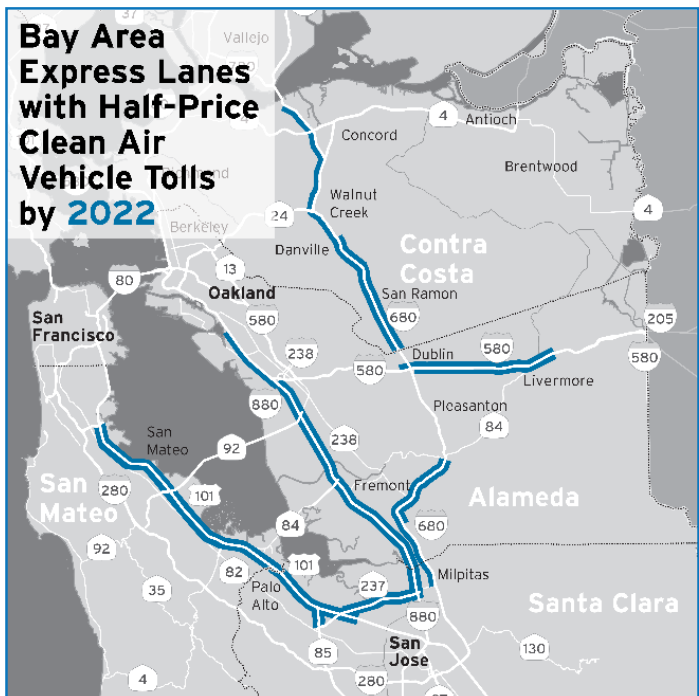 Bay Area
Express Lanes
with Half-Price
Clean Air
Vehicle Tolls
by 2022
Vallejo
37
4
Concord
4
Antioch
Brentwood
4
Walnut
Creek
24
Berkeley
Danville
Contra
Costa
13
80
Oakland
San Ramon
680
580
205
San
Francisco
238
Dublin
580
580
580
Livermore
880
Pleasanton
84
San
Mateo
92
238
San
Mateo
280
101
Fremont
Alameda
84
680
92
101
82
Palo
Alto
237
Milpitas
35
880
Santa Clara
85
San
Jose
130
4
280
87